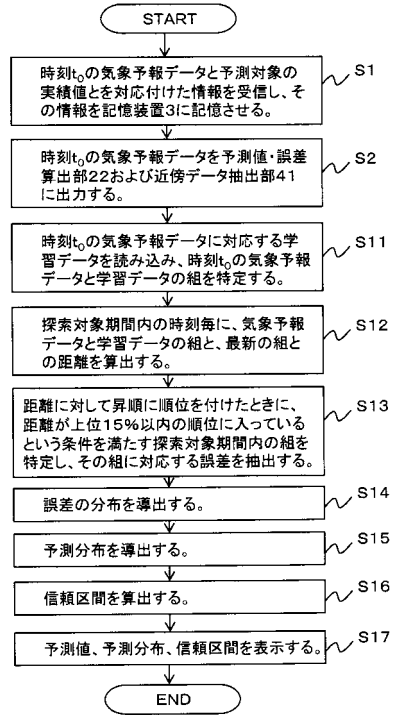 START
時刻t₀の気象予報データと予測対象の
実績値とを対応付けた情報を受信し、そ
の情報を記憶装置3に記憶させる。
S1
時刻t₀の気象予報データを予測値・誤差
算出部22および近傍データ抽出部41
に出力する。
S2
時刻t₀の気象予報データに対応する学
習データを読み込み、時刻t₀の気象予報
データと学習データの組を特定する。
S11
探索対象期間内の時刻毎に、気象予報
データと学習データの組と、最新の組と
の距離を算出する。
S12
距離に対して昇順に順位を付けたときに、
距離が上位15%以内の順位に入っている
という条件を満たす探索対象期間内の組を
特定し、その組に対応する誤差を抽出する。
S13
誤差の分布を導出する。
S14
予測分布を導出する。
S15
信頼区間を算出する。
S16
予測値、予測分布、信頼区間を表示する。
S17
END